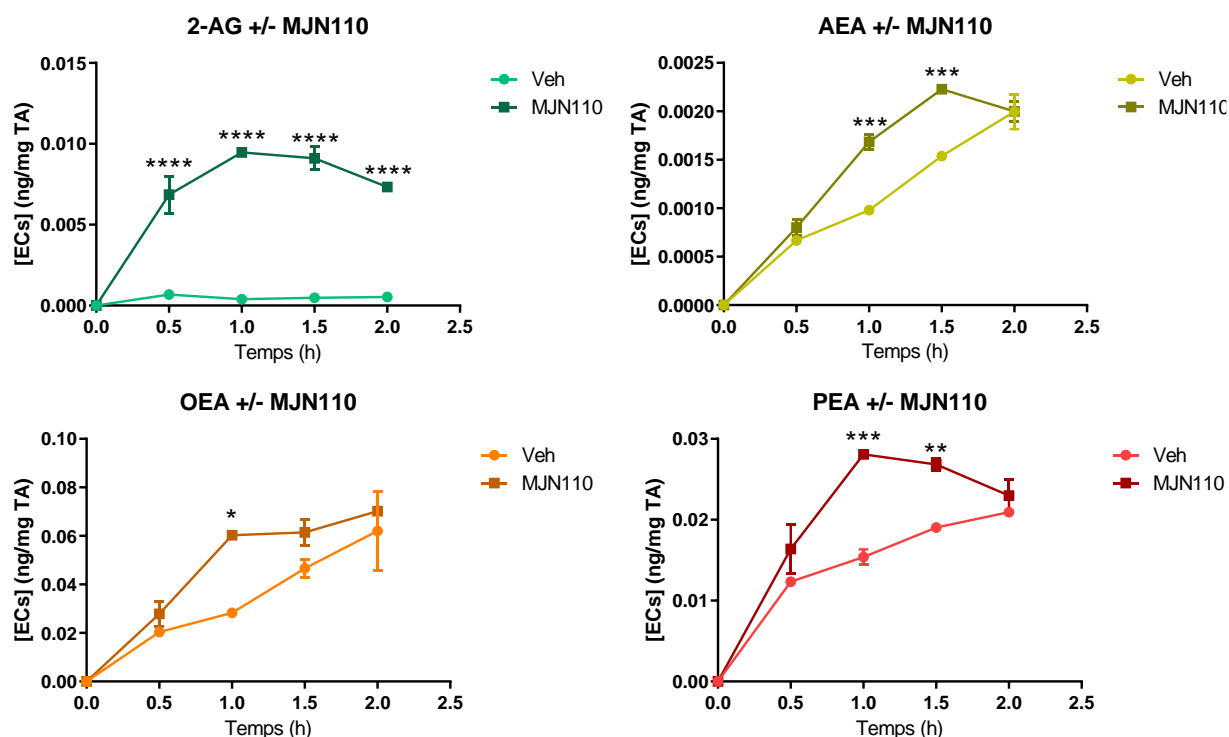 2-AG +/- MJN110
[ECs] (ng/mg TA)
0.015
0.010
0.005
0.000
**** **** **** ****
0.0 0.5 1.0 1.5 2.0 2.5
Temps (h)
Veh
MJN110
AEA +/- MJN110
[ECs] (ng/mg TA)
0.0025
0.0020
0.0015
0.0010
0.0005
0.0000
*** ***
0.0 0.5 1.0 1.5 2.0 2.5
Temps (h)
Veh
MJN110
OEA +/- MJN110
[ECs] (ng/mg TA)
0.10
0.08
0.06
0.04
0.02
0.00
*
0.0 0.5 1.0 1.5 2.0 2.5
Temps (h)
Veh
MJN110
PEA +/- MJN110
[ECs] (ng/mg TA)
0.03
0.02
0.01
0.00
*** **
0.0 0.5 1.0 1.5 2.0 2.5
Temps (h)
Veh
MJN110